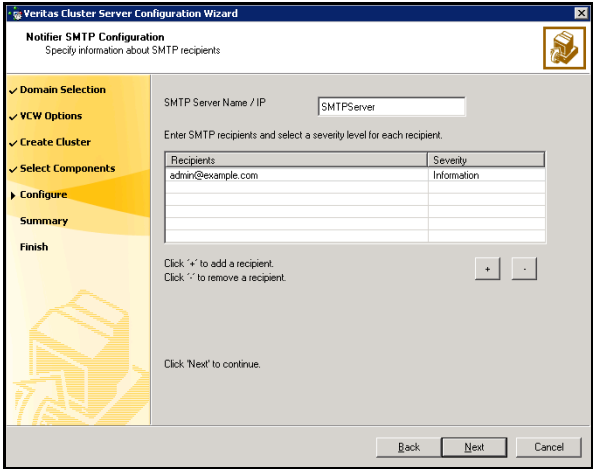 Veritas Cluster Server Configuration Wizard
Notifier SMTP Configuration
Specify information about SMTP recipients
Domain Selection
VCW Options
Create Cluster
Select Components
Configure
Summary
Finish
SMTP Server Name / IP
SMTPServer
Enter SMTP recipients and select a severity level for each recipient.
Recipients Severity
admin@example.com Information
Click '+' to add a recipient.
Click '-' to remove a recipient.
+ -
Click 'Next' to continue.
Back Next Cancel